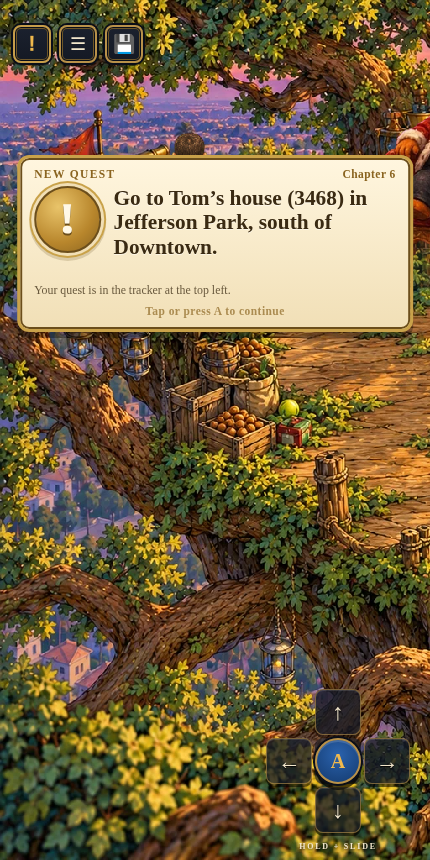 !
☰
NEW QUEST
Chapter 6
!
Go to Tom’s house (3468) in
Jefferson Park, south of
Downtown.
Your quest is in the tracker at the top left.
Tap or press A to continue
↑
← A →
↓
HOLD · SLIDE